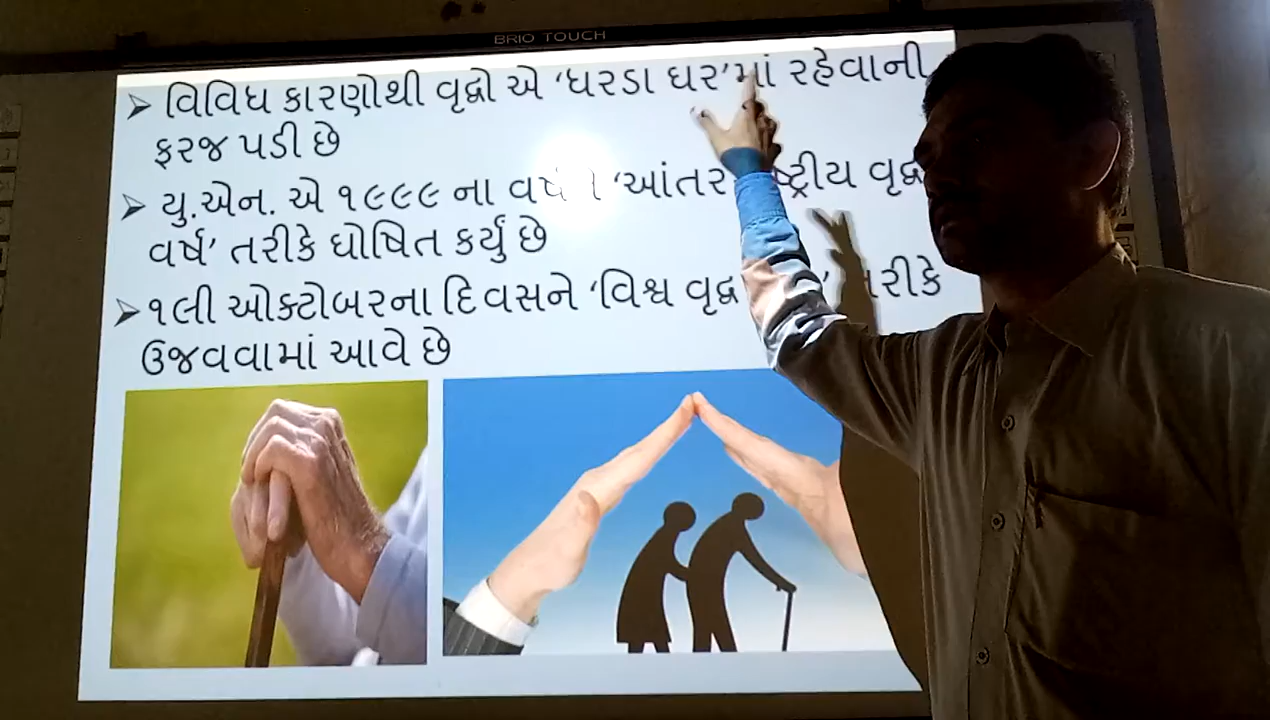 BRIO TOUCH
➢ વિવિધ કારણોથી વૃદ્ધો એ ‘ધરડા ઘર’માં રહેવાની
ફરજ પડી છે
➢ યુ.એન. એ ૧૯૯૯ ના ‘આંતર વૃદ્ધ
વર્ષ’ તરીકે ઘોષિત કર્યું છે
➢ ૧લી ઓક્ટોબરના દિવસને ‘વિશ્વ વૃદ્ધ
ઉજવવામાં આવે છે